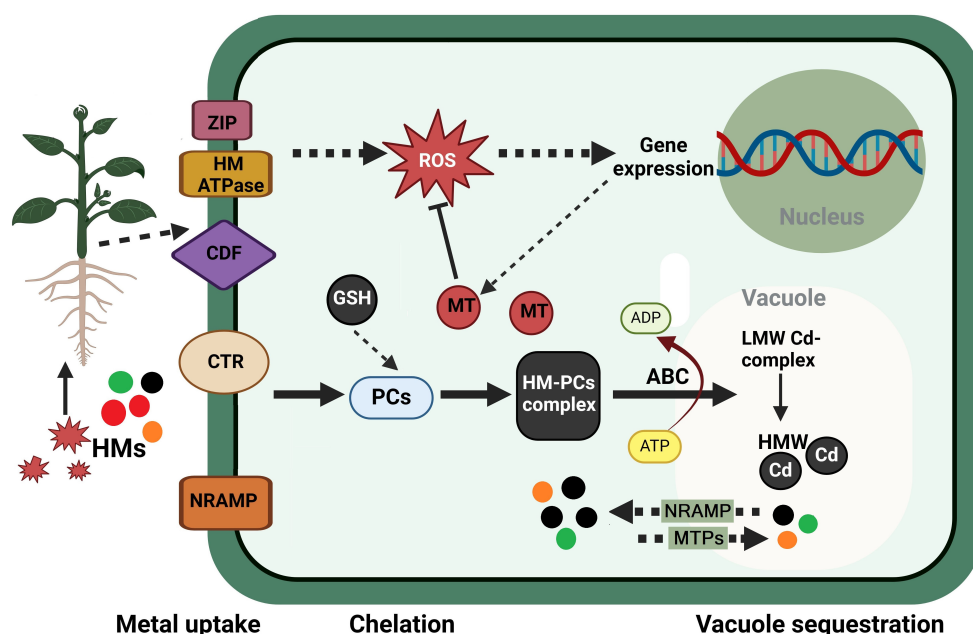 ZIP
HM
ATPase
CDF
CTR
NRAMP
HMs
ROS
Gene
expression
Nucleus
GSH
MT
MT
PCs
HM-PCs
complex
ADP
ABC
ATP
Vacuole
LMW Cd-
complex
HMW
Cd
Cd
NRAMP
MTPs
Metal uptake
Chelation
Vacuole sequestration